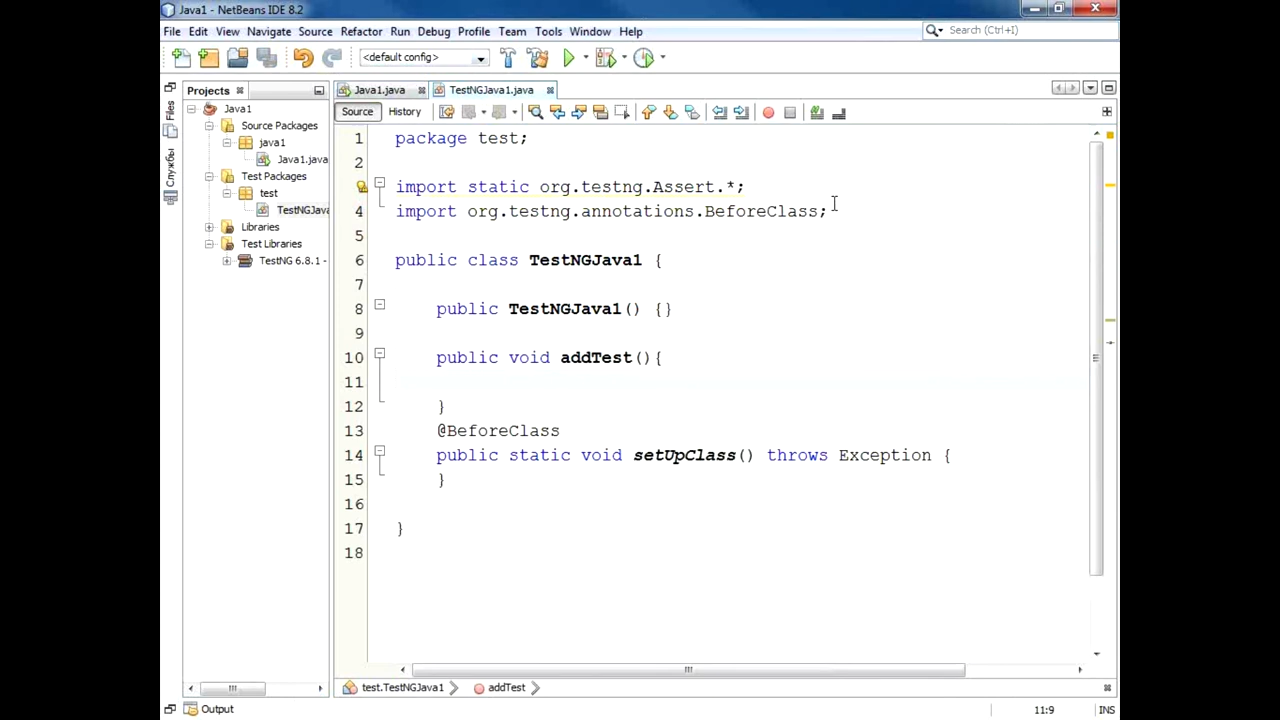 Java1 - NetBeans IDE 8.2
File Edit View Navigate Source Refactor Run Debug Profile Team Tools Window Help
Search (Ctrl+I)
<default config>
Projects
Java1.java
TestNGJava1.java
Source History
Files
Службы
Java1
Source Packages
java1
Java1.java
Test Packages
test
TestNGJava
Libraries
Test Libraries
TestNG 6.8.1 -
1 package test;
2
3 import static org.testng.Assert.*;
4 import org.testng.annotations.BeforeClass;
5
6 public class TestNGJava1 {
7
8 public TestNGJava1() {}
9
10 public void addTest(){
11
12 }
13 @BeforeClass
14 public static void setUpClass() throws Exception {
15 }
16
17 }
18
test.TestNGJava1 addTest
Output
11:9 INS